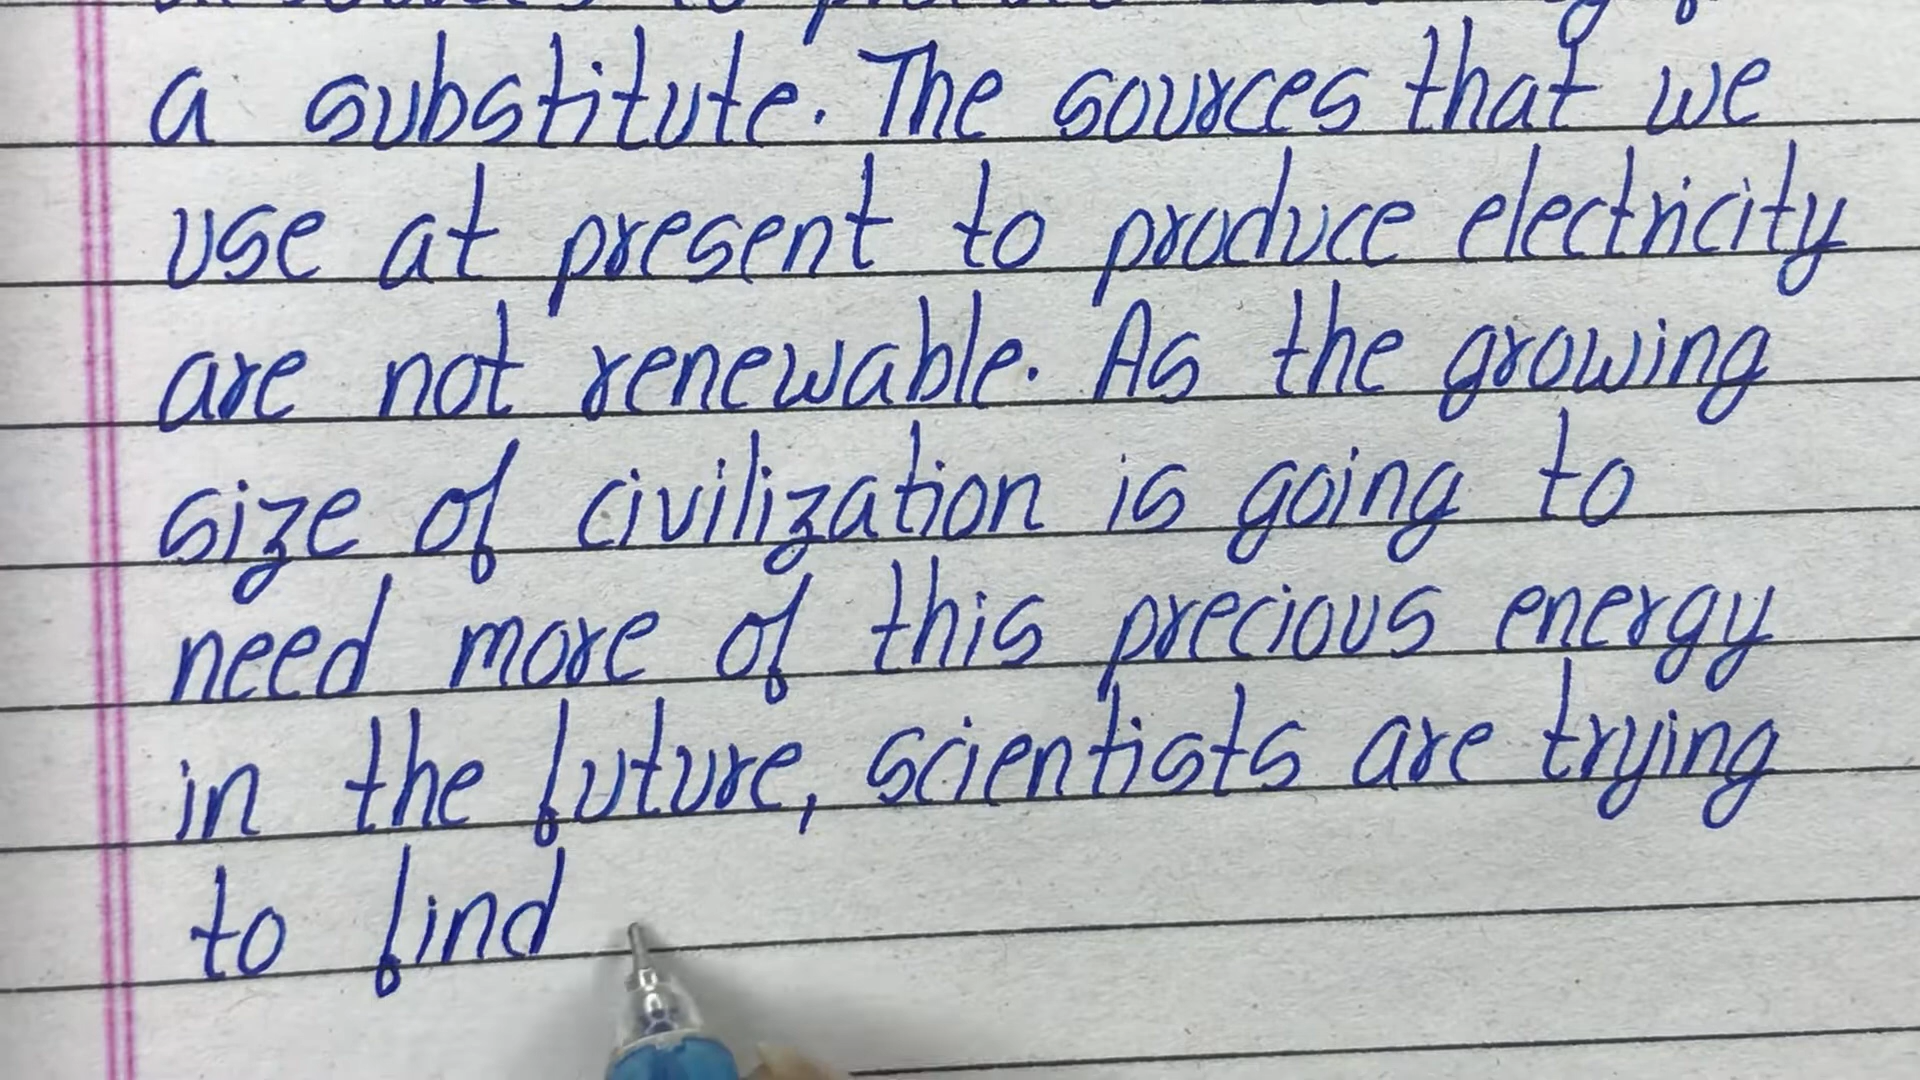 a substitute. The sources that we
use at present to produce electricity
are not renewable. As the growing
size of civilization is going to
need more of this precious energy
in the future, scientists are trying
to find